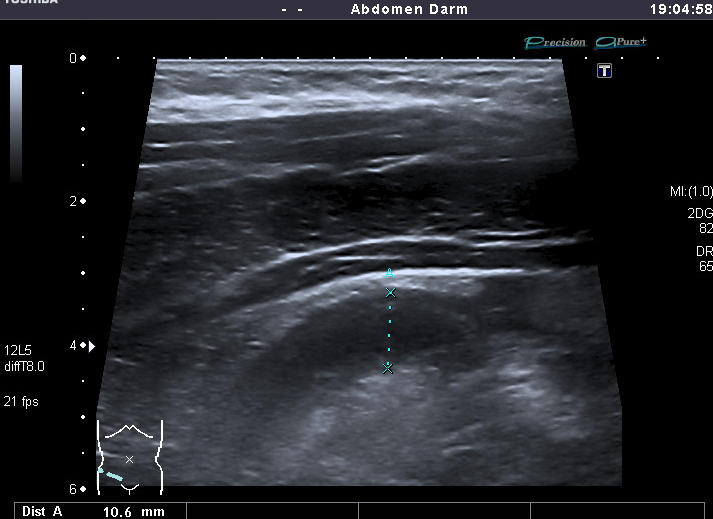 TOSHIBA
- - Abdomen Darm 19:04:58
Precision APure+
T
0
2
4
6
MI:(1.0)
2DG
82
DR
65
12L5
diffT8.0
21 fps
Dist A 10.6 mm